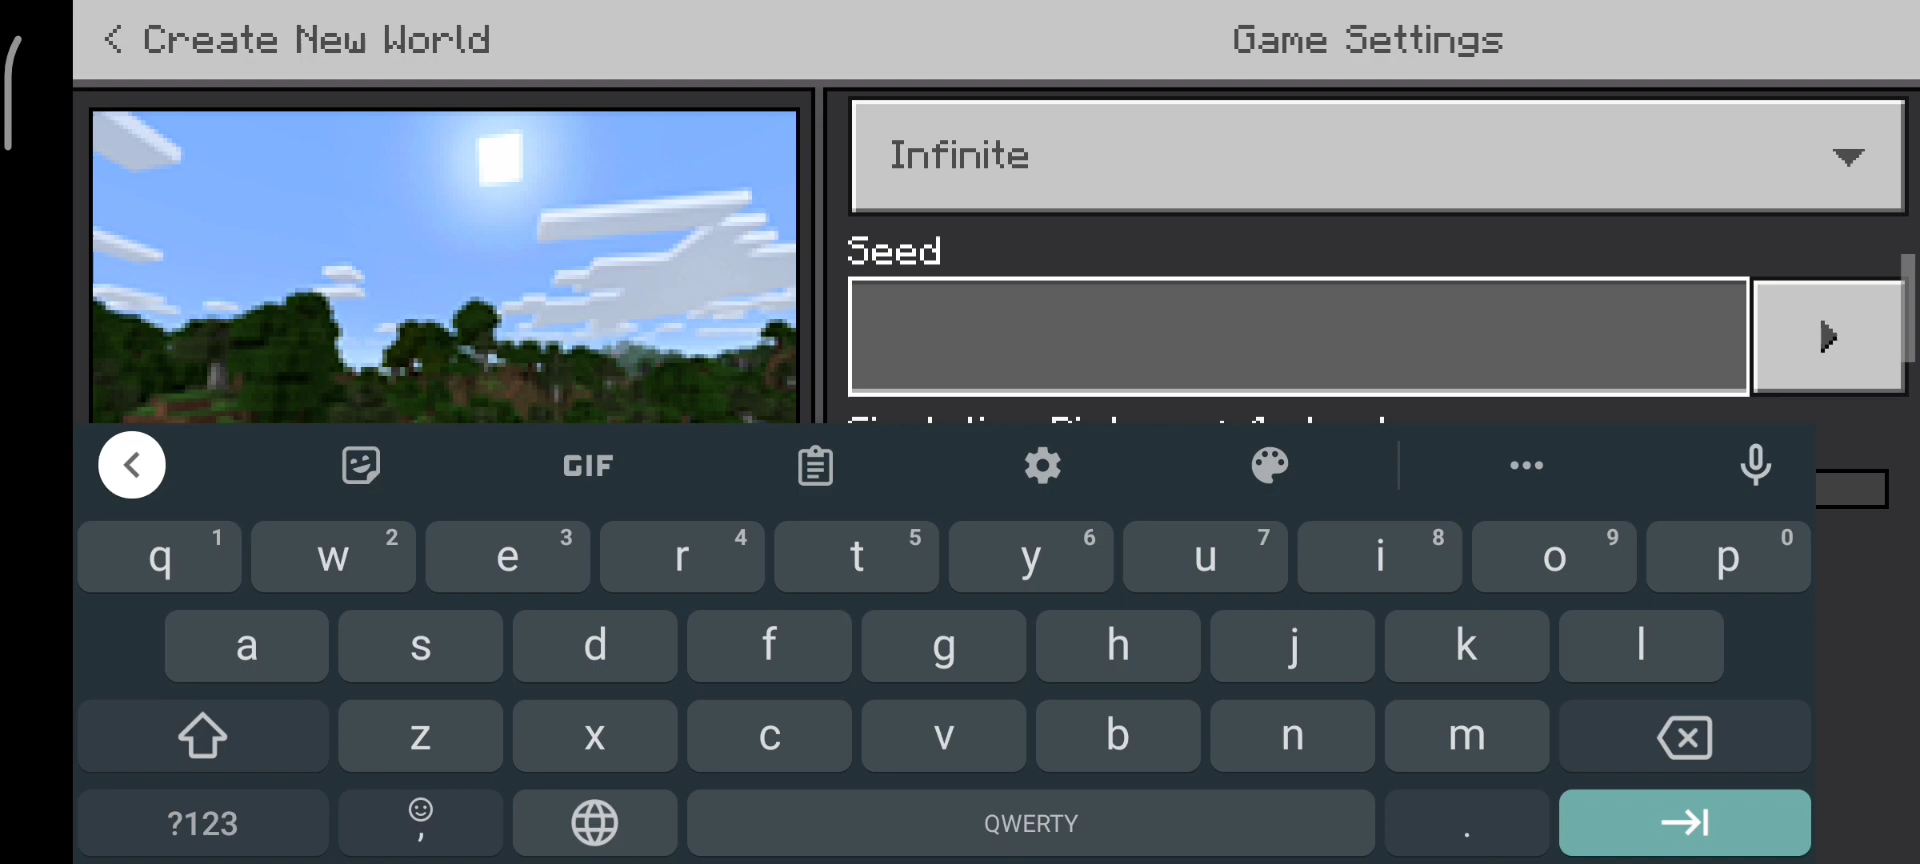 Create New World
Game Settings
Infinite
Seed
GIF
q 1 w 2 e 3 r 4 t 5 y 6 u 7 i 8 o 9 p 0
a s d f g h j k l
z x c v b n m
?123 , QWERTY .